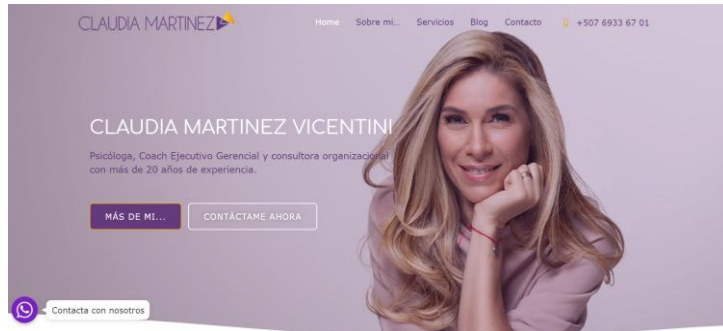 CLAUDIA MARTINEZ
Home Sobre mi... Servicios Blog Contacto +507 6933 67 01
CLAUDIA MARTINEZ VICENTINI
Psicóloga, Coach Ejecutivo Gerencial y consultora organizacional
con más de 20 años de experiencia.
MÁS DE MI... CONTÁCTAME AHORA
Contacta con nosotros